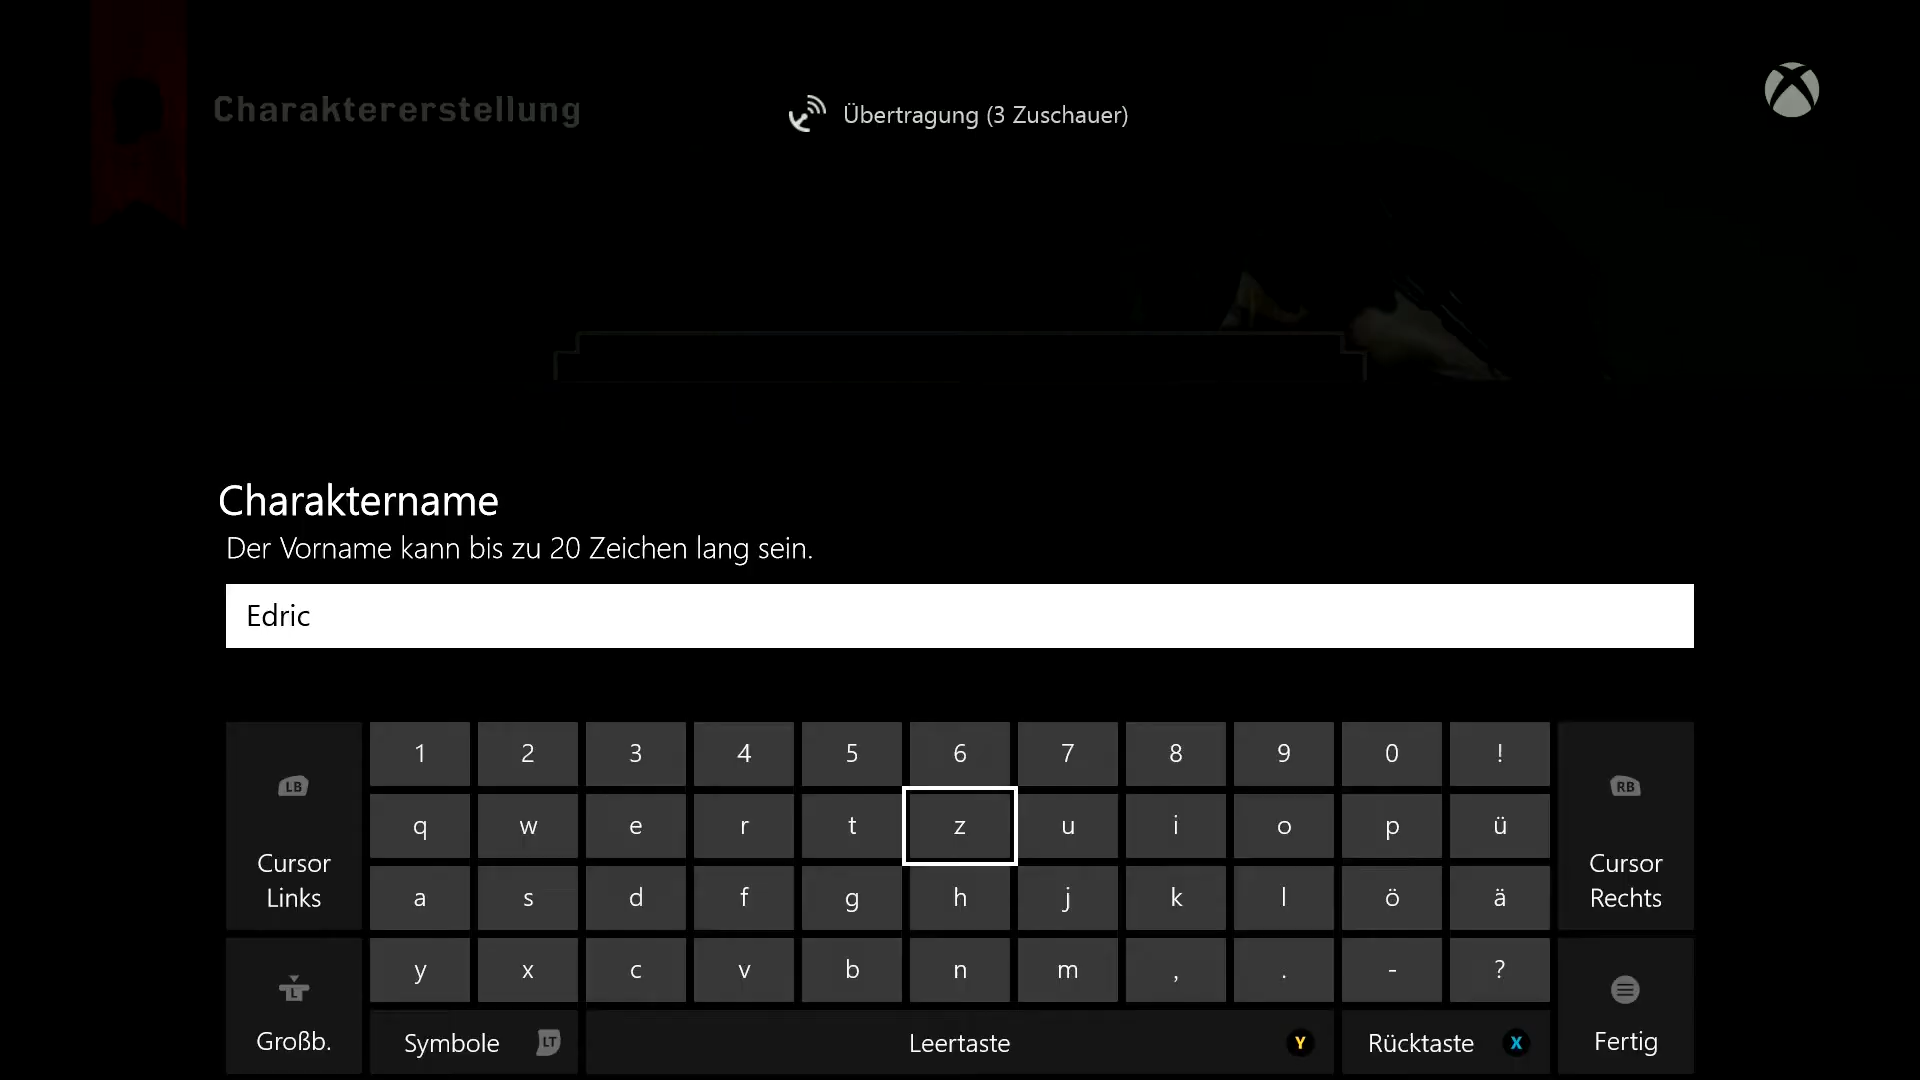 Charaktererstellung
Übertragung (3 Zuschauer)
Charaktername
Der Vorname kann bis zu 20 Zeichen lang sein.
Edric
1 2 3 4 5 6 7 8 9 0 !
LB
RB
q w e r t z u i o p ü
Cursor Links
a s d f g h j k l ö ä
Cursor Rechts
y x c v b n m , . - ?
L
Großb.
Symbole LT
Leertaste Y
Rücktaste X
Fertig